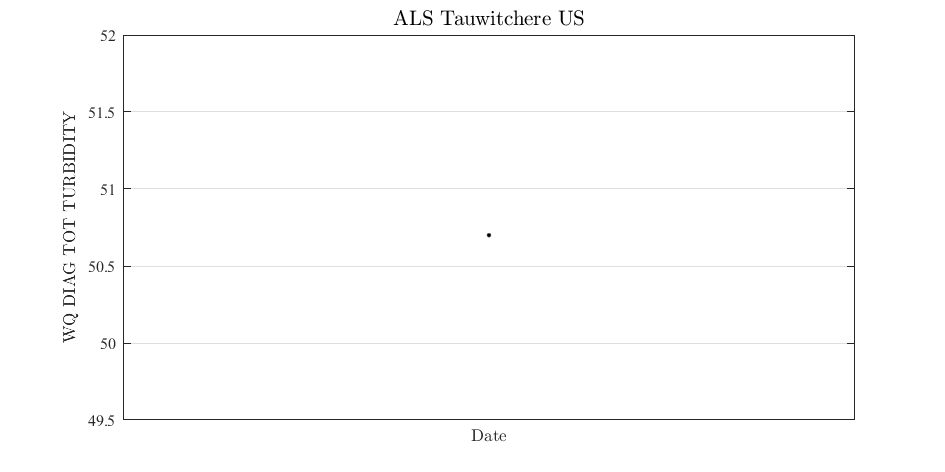 ALS Tauwitchere US
52
51.5
51
50.5
50
49.5
WQ DIAG TOT TURBIDITY
Date